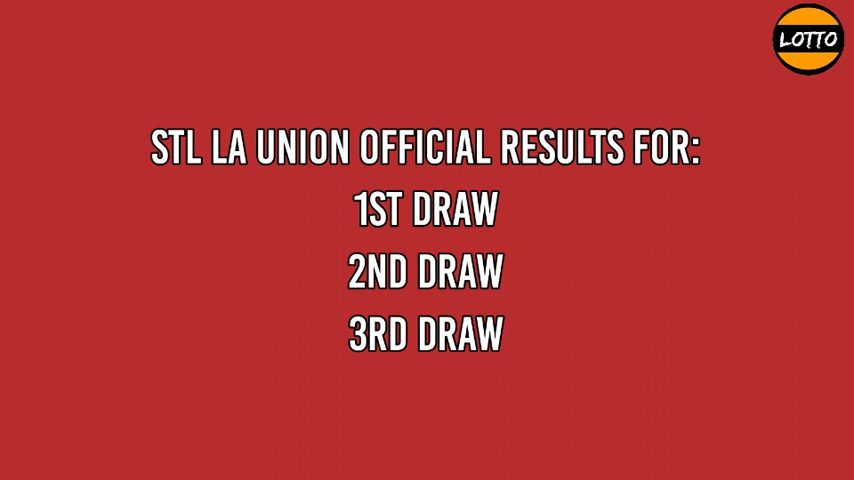 LOTTO
STL LA UNION OFFICIAL RESULTS FOR:
1ST DRAW
2ND DRAW
3RD DRAW